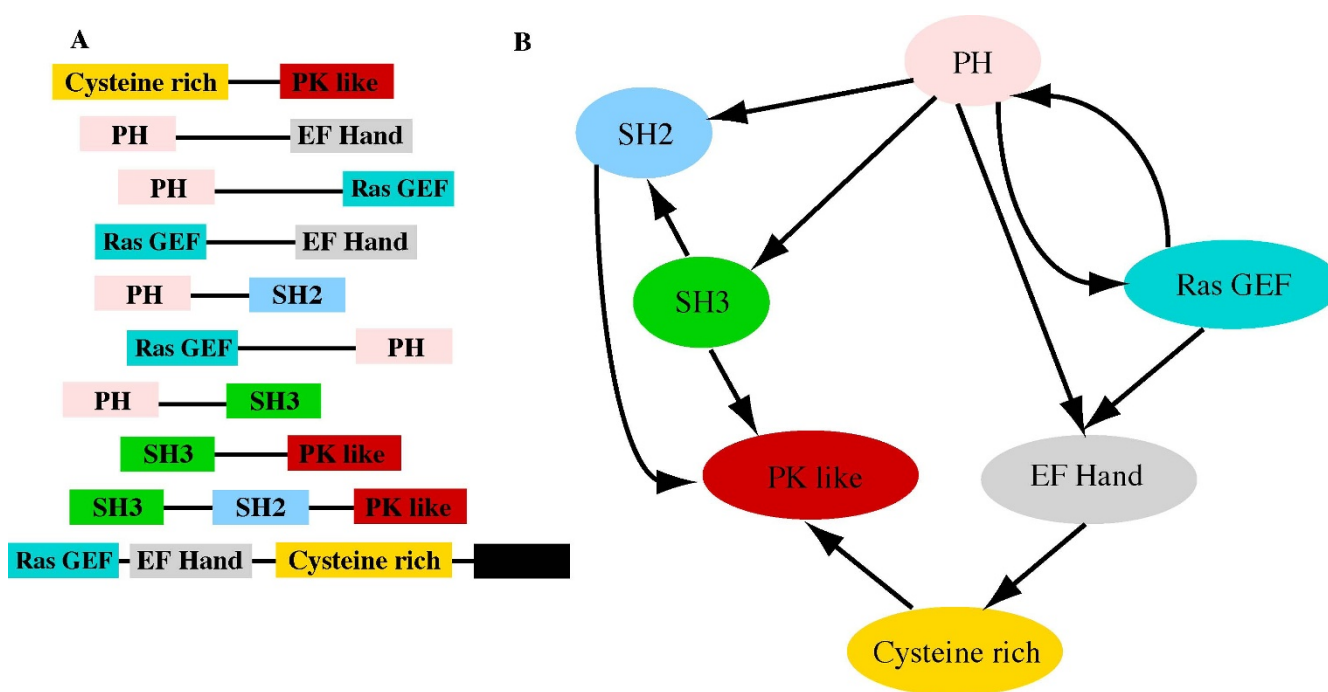 A
Cysteine rich PK like
PH EF Hand
PH Ras GEF
Ras GEF EF Hand
PH SH2
Ras GEF PH
PH SH3
SH3 PK like
SH3 SH2 PK like
Ras GEF EF Hand Cysteine rich
B
PH
SH2
Ras GEF
SH3
PK like
EF Hand
Cysteine rich